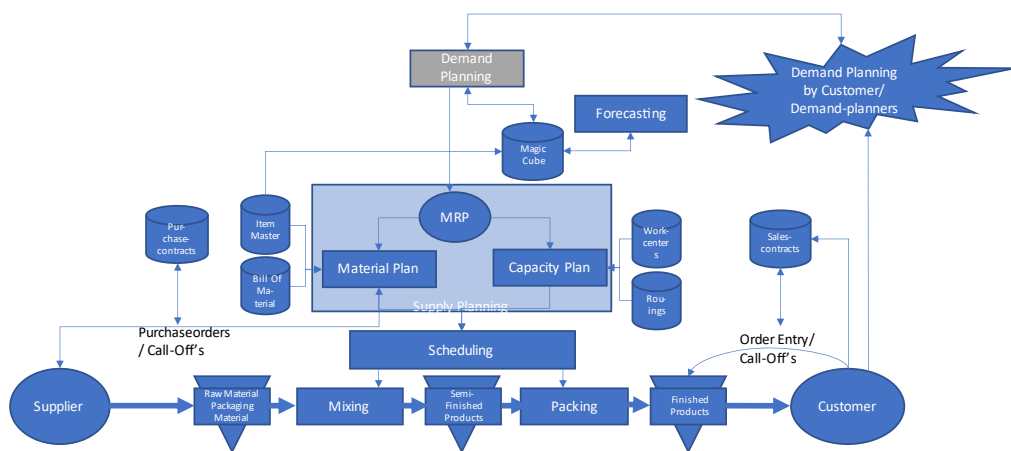 Demand
Planning
Demand Planning
by Customer/
Demand-planners
Forecasting
Magic
Cube
MRP
Item
Master
Pur-
chase-
contracts
Work-
center
s
Sales-
contracts
Material Plan
Capacity Plan
Bill Of
Ma-
terial
Rou-
ings
Supply Planning
Purchaseorders
/ Call-Off's
Scheduling
Order Entry/
Call-Off's
Supplier
Raw Material
Packaging
Material
Mixing
Semi-
Finished
Products
Packing
Finished
Products
Customer